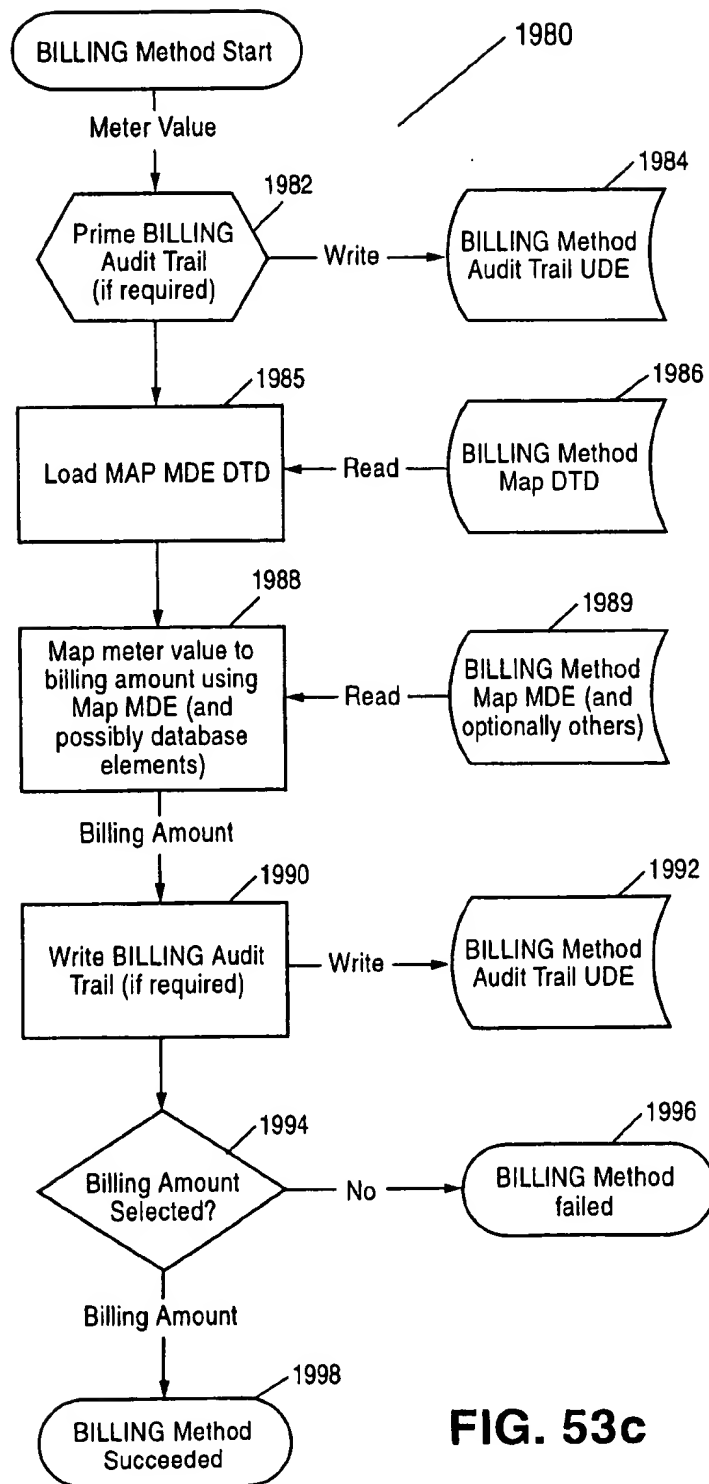 BILLING Method Start
1980
Meter Value
1982
Prime BILLING
Audit Trail
(if required)
Write
1984
BILLING Method
Audit Trail UDE
1985
Load MAP MDE DTD
Read
1986
BILLING Method
Map DTD
1988
Map meter value to
billing amount using
Map MDE (and
possibly database
elements)
Read
1989
BILLING Method
Map MDE (and
optionally others)
Billing Amount
1990
Write BILLING Audit
Trail (if required)
Write
1992
BILLING Method
Audit Trail UDE
1994
Billing Amount
Selected?
No
1996
BILLING Method
failed
Billing Amount
1998
BILLING Method
Succeeded
FIG. 53c